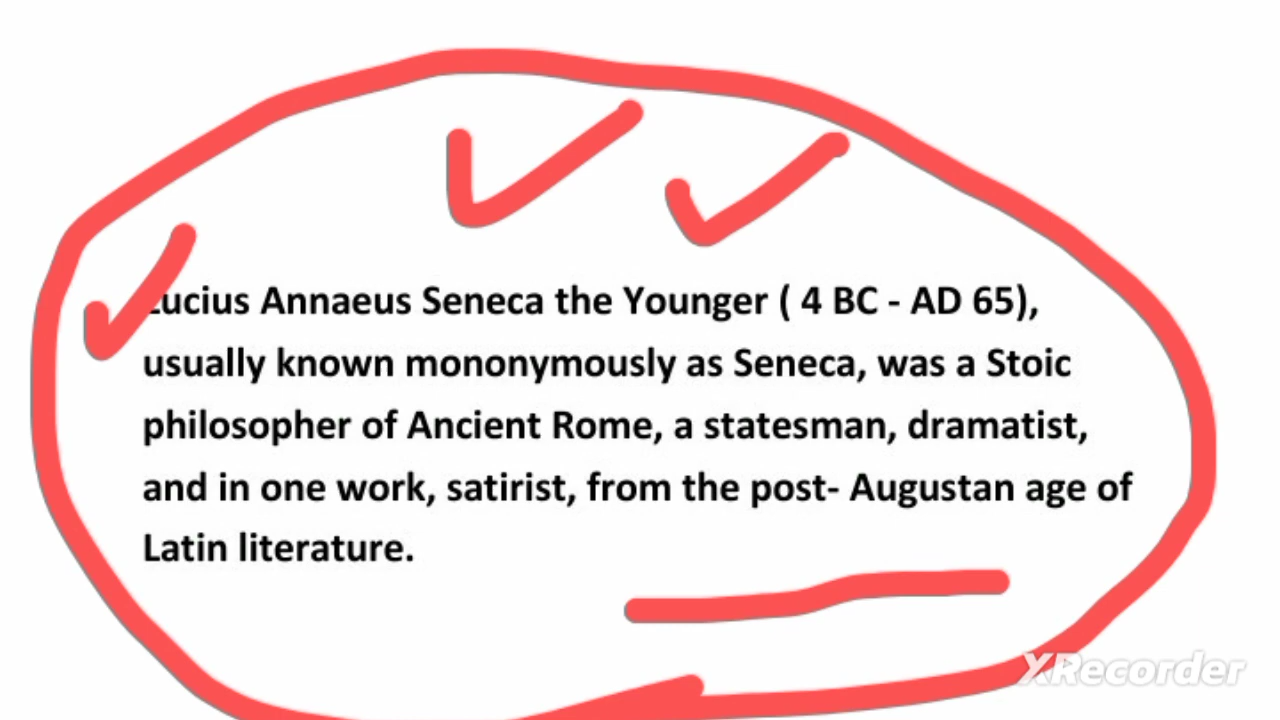 Lucius Annaeus Seneca the Younger ( 4 BC - AD 65),
usually known mononymously as Seneca, was a Stoic
philosopher of Ancient Rome, a statesman, dramatist,
and in one work, satirist, from the post- Augustan age of
Latin literature.
XRecorder